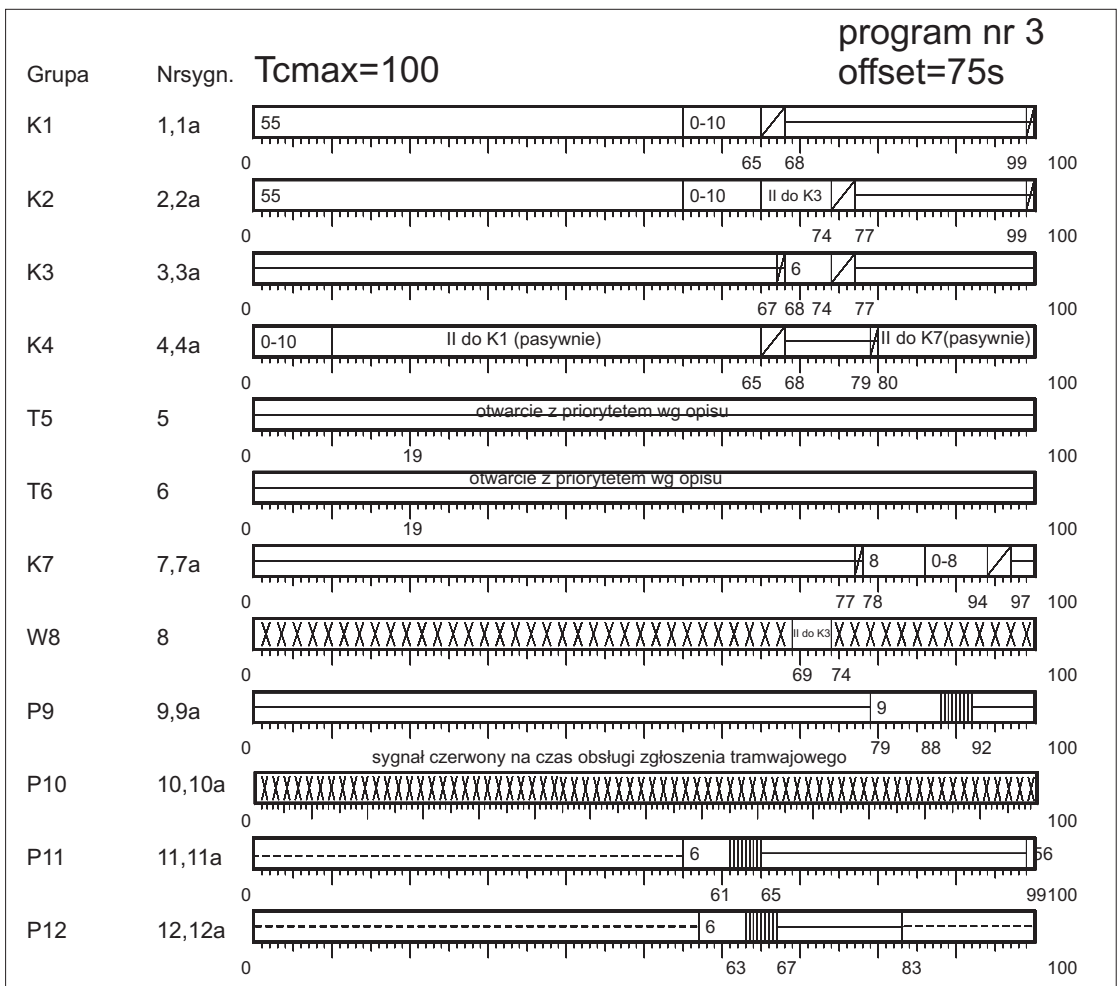 program nr 3
Grupa Nrsygn. Tcmax=100 offset=75s
K1 1,1a 55 0-10
0 65 68 99 100
K2 2,2a 55 0-10 II do K3
0 74 77 99 100
K3 3,3a 6
0 67 68 74 77 100
K4 4,4a 0-10 II do K1 (pasywnie) II do K7(pasywnie)
0 65 68 79 80 100
T5 5 otwarcie z priorytetem wg opisu
0 19 100
T6 6 otwarcie z priorytetem wg opisu
0 19 100
K7 7,7a 8 0-8
0 77 78 94 97 100
W8 8 II do K3
0 69 74 100
P9 9,9a 9
0 79 88 92 100
sygnał czerwony na czas obsługi zgłoszenia tramwajowego
P10 10,10a
0 100
P11 11,11a 6 56
0 61 65 99 100
P12 12,12a 6
0 63 67 83 100